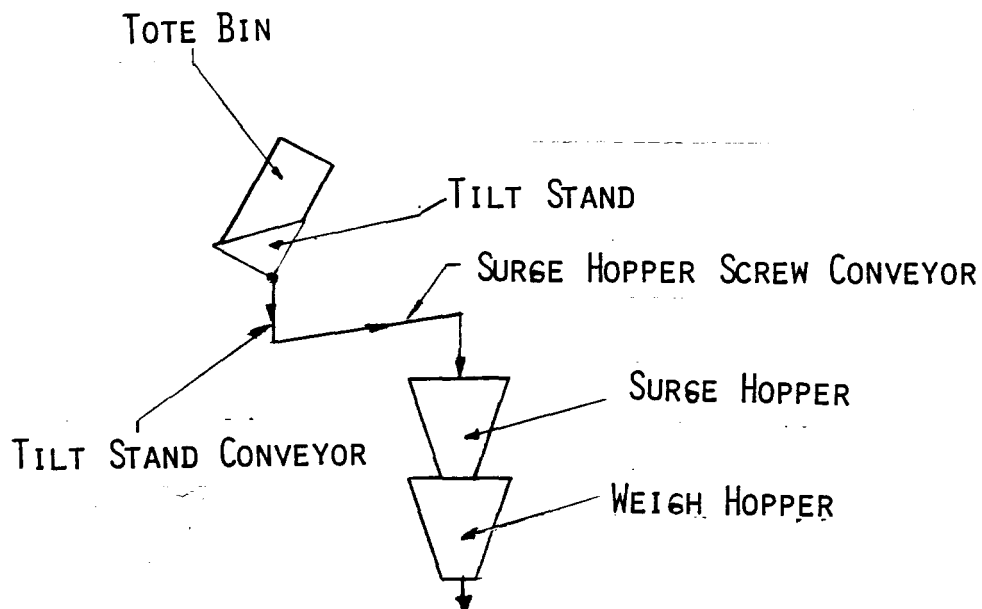 TOTE BIN
TILT STAND
SURGE HOPPER SCREW CONVEYOR
SURGE HOPPER
TILT STAND CONVEYOR
WEIGH HOPPER